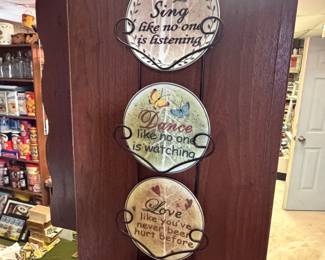 Sing
like no one
is listening
Dance
like no one
is watching
Love
like you've
never been
hurt before